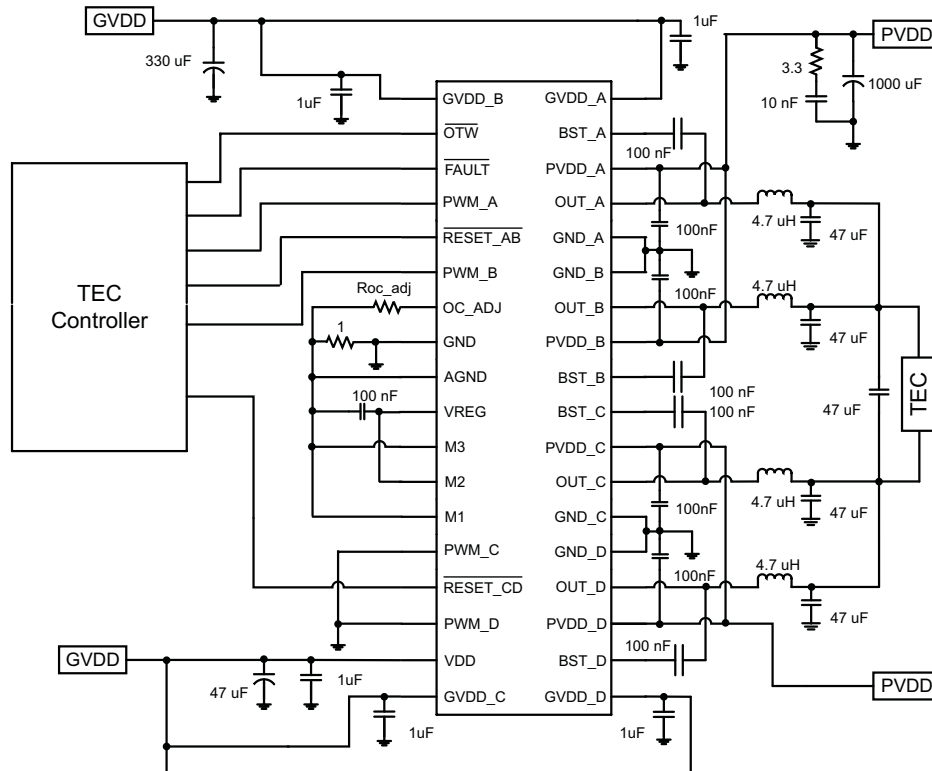 GVDD
330 uF
1uF
1uF
PVDD
3.3
1000 uF
10 nF
GVDD_B
GVDD_A
OTW
BST_A
100 nF
FAULT
PVDD_A
PWM_A
OUT_A
4.7 uH
47 uF
100nF
RESET_AB
GND_A
PWM_B
GND_B
TEC
Controller
Roc_adj
OC_ADJ
100nF
OUT_B
4.7 uH
47 uF
1
GND
PVDD_B
AGND
BST_B
100 nF
TEC
100 nF
VREG
BST_C
100 nF
47 uF
M3
PVDD_C
M2
OUT_C
4.7 uH
47 uF
100nF
M1
GND_C
PWM_C
GND_D
100nF
4.7 uH
RESET_CD
OUT_D
47 uF
PWM_D
PVDD_D
100 nF
GVDD
VDD
BST_D
47 uF
1uF
PVDD
GVDD_C
GVDD_D
1uF
1uF